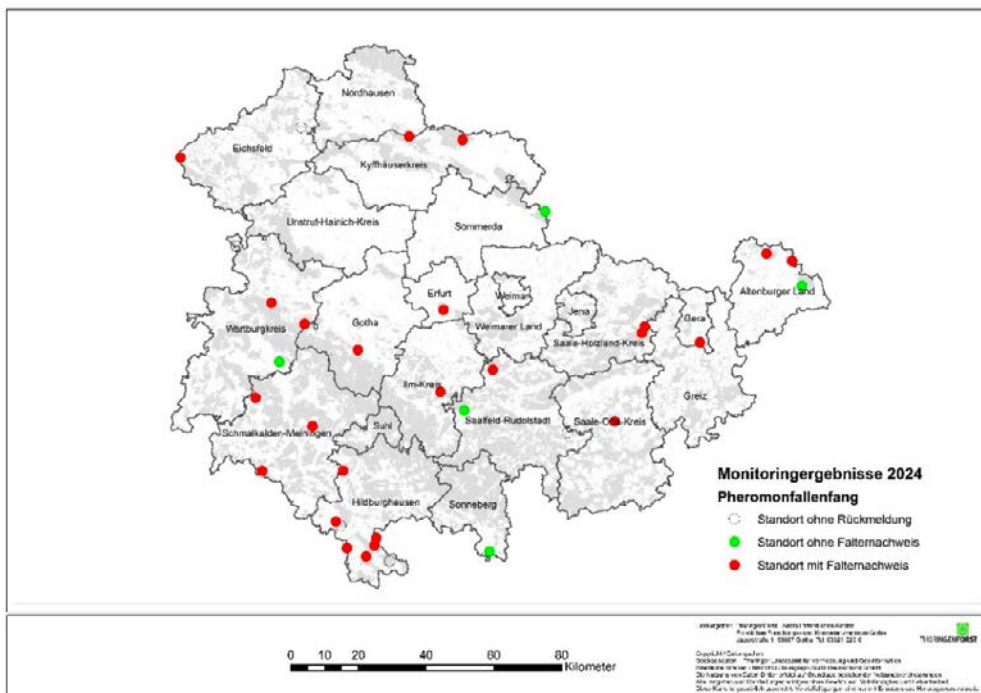 Nordhausen
Eichsfeld
Kyffhäuserkreis
Unstrut-Hainich-Kreis
Sömmerda
Altenburger Land
Erfurt
Weimar
Wartburgkreis
Gotha
Weimarer Land
Jena
Gera
Saale-Holzland-Kreis
Ilm-Kreis
Greiz
Saalfeld-Rudolstadt
Saale-Orla-Kreis
Schmalkalden-Meiningen
Suhl
Hildburghausen
Sonneberg
Monitoringergebnisse 2024
Pheromonfallenfang
Standort ohne Rückmeldung
Standort ohne Falternachweis
Standort mit Falternachweis
0 10 20 40 60 80
Kilometer
THÜRINGENFORST